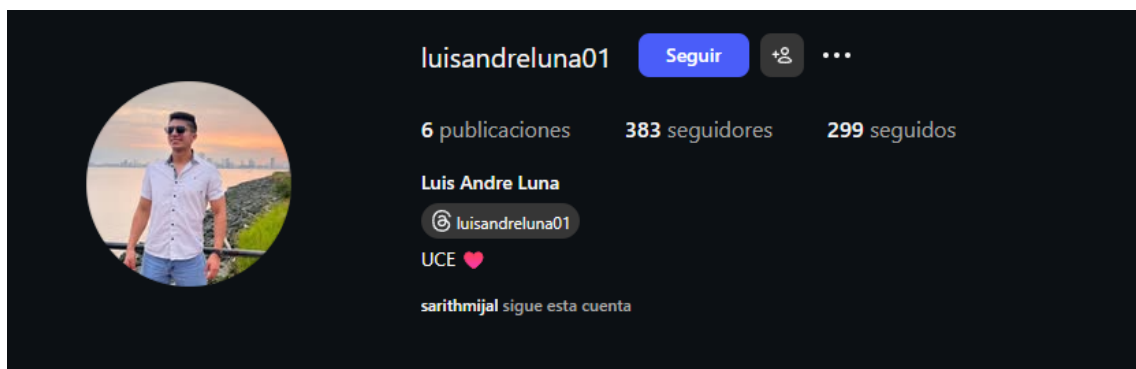 luisandreluna01 Seguir
6 publicaciones 383 seguidores 299 seguidos
Luis Andre Luna
luisandreluna01
UCE ❤️
sarithmijal sigue esta cuenta